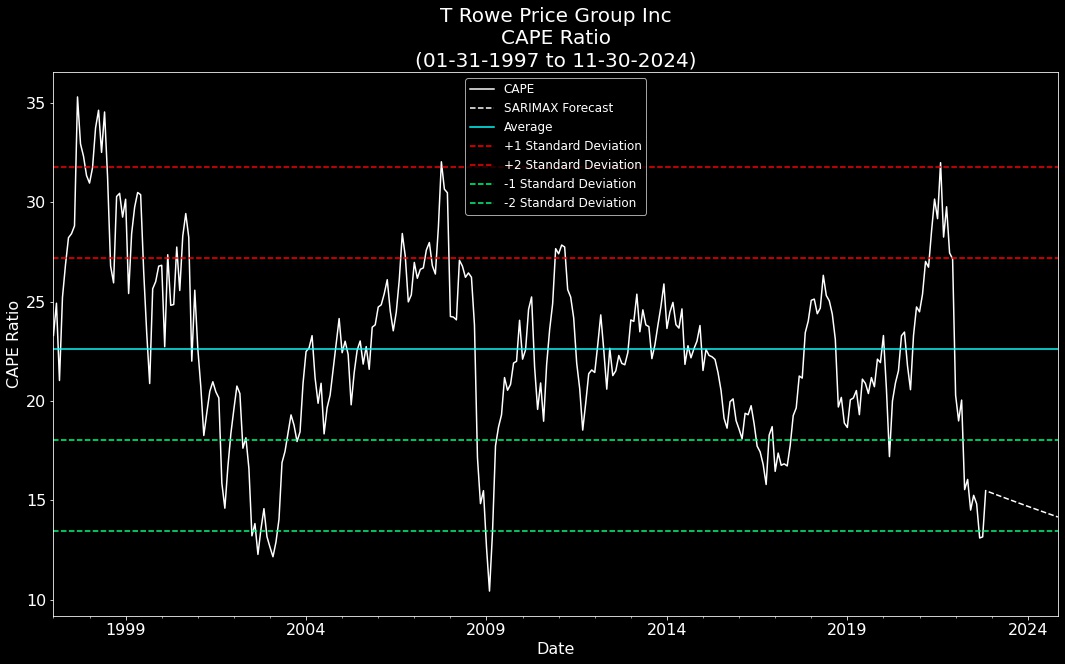 T Rowe Price Group Inc
CAPE Ratio
(01-31-1997 to 11-30-2024)
CAPE
SARIMAX Forecast
Average
+1 Standard Deviation
+2 Standard Deviation
-1 Standard Deviation
-2 Standard Deviation
CAPE Ratio
35
30
25
20
15
10
1999 2004 2009 2014 2019 2024
Date